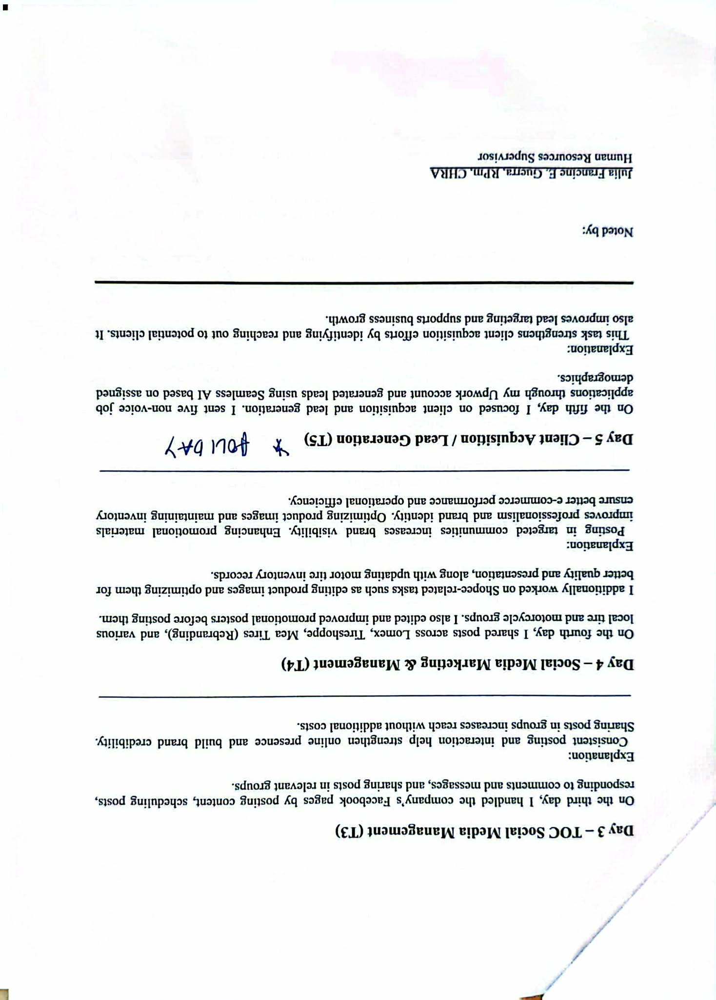 Day 3 – TOC Social Media Management (T3)
On the third day, I handled the company's Facebook pages by posting content, scheduling posts,
responding to comments and messages, and sharing posts in relevant groups.
Explanation:
Consistent posting and interaction help strengthen online presence and build brand credibility.
Sharing posts in groups increases reach without additional costs.
Day 4 – Social Media Marketing & Management (T4)
On the fourth day, I shared posts across Lomex, Tireshoppe, Mea Tires (Rebranding), and various
local tire and motorcycle groups. I also edited and improved promotional posters before posting them.
I additionally worked on Shopee-related tasks such as editing product images and optimizing them for
better quality and presentation, along with updating motor tire inventory records.
Explanation:
Posting in targeted communities increases brand visibility. Enhancing promotional materials
improves professionalism and brand identity. Optimizing product images and maintaining inventory
ensure better e-commerce performance and operational efficiency.
Day 5 – Client Acquisition / Lead Generation (T5) * HOLIDAY
On the fifth day, I focused on client acquisition and lead generation. I sent five non-voice job
applications through my Upwork account and generated leads using Seamless AI based on assigned
demographics.
Explanation:
This task strengthens client acquisition efforts by identifying and reaching out to potential clients. It
also improves lead targeting and supports business growth.
Noted by:
Julia Francine E. Guerra, RPm, CHRA
Human Resources Supervisor